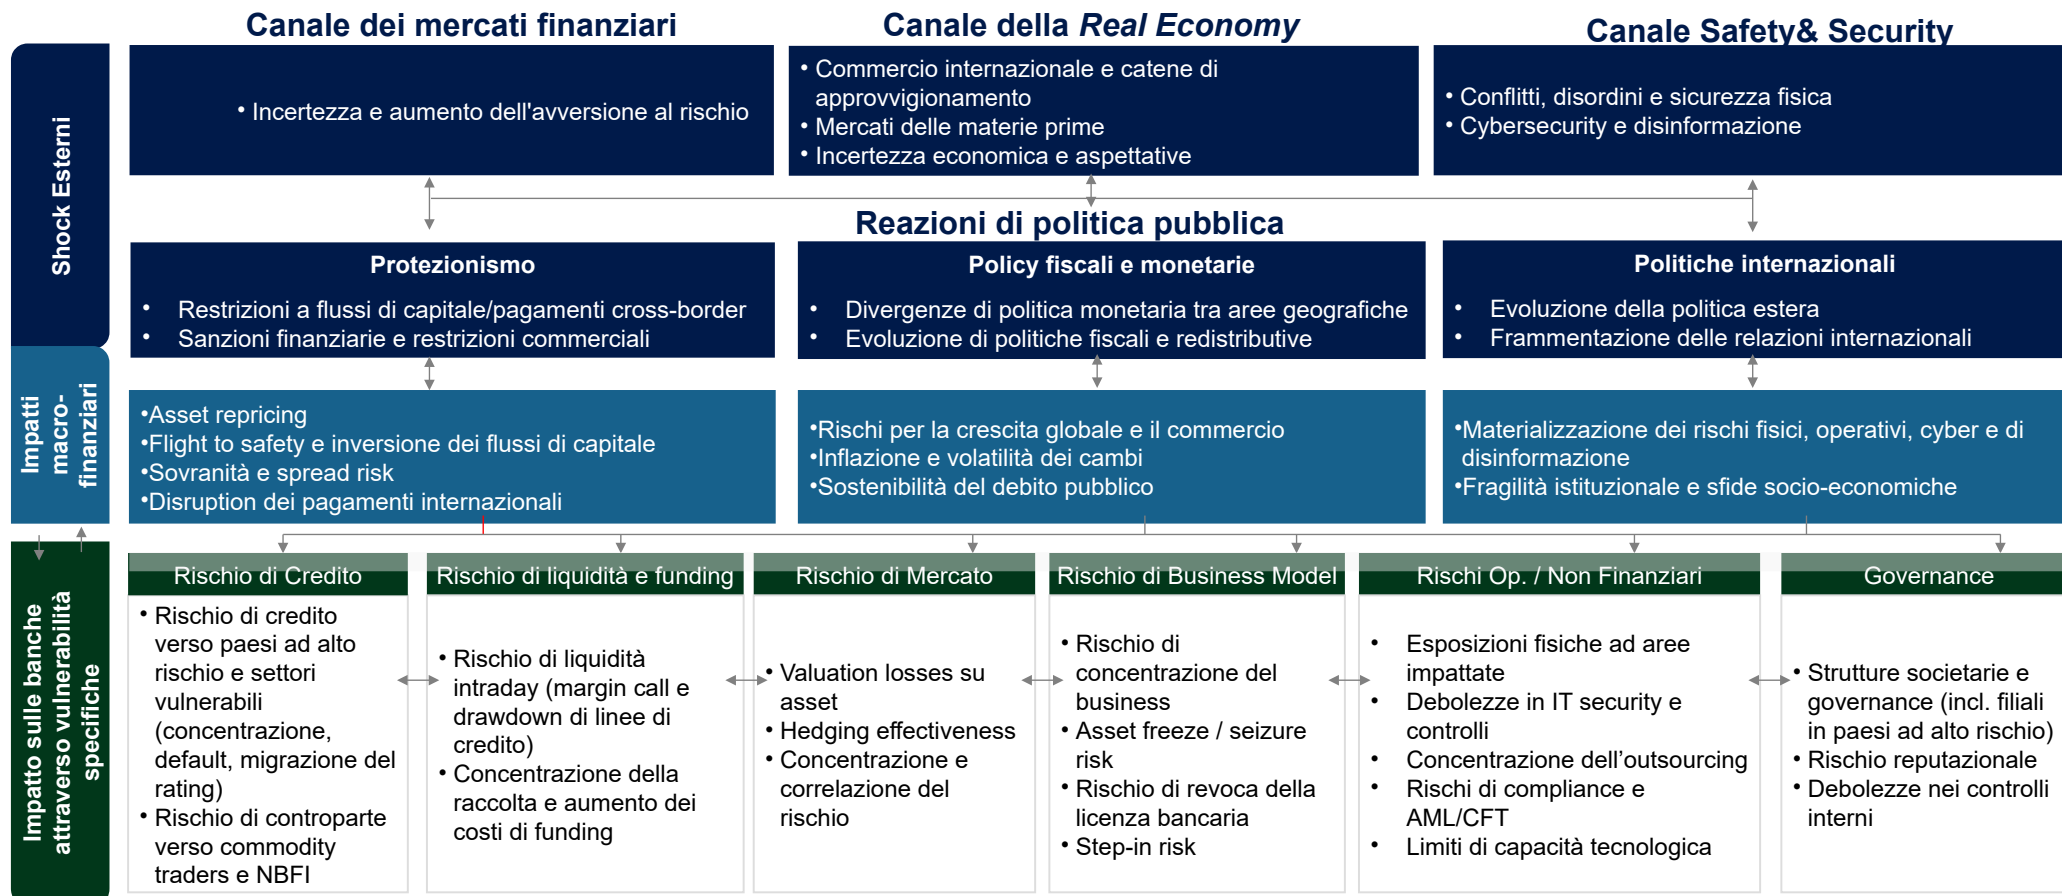 Canale dei mercati finanziari
Canale della Real Economy
Canale Safety& Security
Shock Esterni
• Incertezza e aumento dell'avversione al rischio
• Commercio internazionale e catene di
approvvigionamento
• Mercati delle materie prime
• Incertezza economica e aspettative
• Conflitti, disordini e sicurezza fisica
• Cybersecurity e disinformazione
Reazioni di politica pubblica
Protezionismo
• Restrizioni a flussi di capitale/pagamenti cross-border
• Sanzioni finanziarie e restrizioni commerciali
Policy fiscali e monetarie
• Divergenze di politica monetaria tra aree geografiche
• Evoluzione di politiche fiscali e redistributive
Politiche internazionali
• Evoluzione della politica estera
• Frammentazione delle relazioni internazionali
Impatti
macro-
finanziari
•Asset repricing
•Flight to safety e inversione dei flussi di capitale
•Sovranità e spread risk
•Disruption dei pagamenti internazionali
•Rischi per la crescita globale e il commercio
•Inflazione e volatilità dei cambi
•Sostenibilità del debito pubblico
•Materializzazione dei rischi fisici, operativi, cyber e di
disinformazione
•Fragilità istituzionale e sfide socio-economiche
Impatto sulle banche
attraverso vulnerabilità
specifiche
Rischio di Credito
• Rischio di credito
verso paesi ad alto
rischio e settori
vulnerabili
(concentrazione,
default, migrazione del
rating)
• Rischio di controparte
verso commodity
traders e NBFI
Rischio di liquidità e funding
• Rischio di liquidità
intraday (margin call e
drawdown di linee di
credito)
• Concentrazione della
raccolta e aumento dei
costi di funding
Rischio di Mercato
• Valuation losses su
asset
• Hedging effectiveness
• Concentrazione e
correlazione del
rischio
Rischio di Business Model
• Rischio di
concentrazione del
business
• Asset freeze / seizure
risk
• Rischio di revoca della
licenza bancaria
• Step-in risk
Rischi Op. / Non Finanziari
• Esposizioni fisiche ad aree
impattate
• Debolezze in IT security e
controlli
• Concentrazione dell’outsourcing
• Rischi di compliance e
AML/CFT
• Limiti di capacità tecnologica
Governance
• Strutture societarie e
governance (incl. filiali
in paesi ad alto rischio)
• Rischio reputazionale
• Debolezze nei controlli
interni